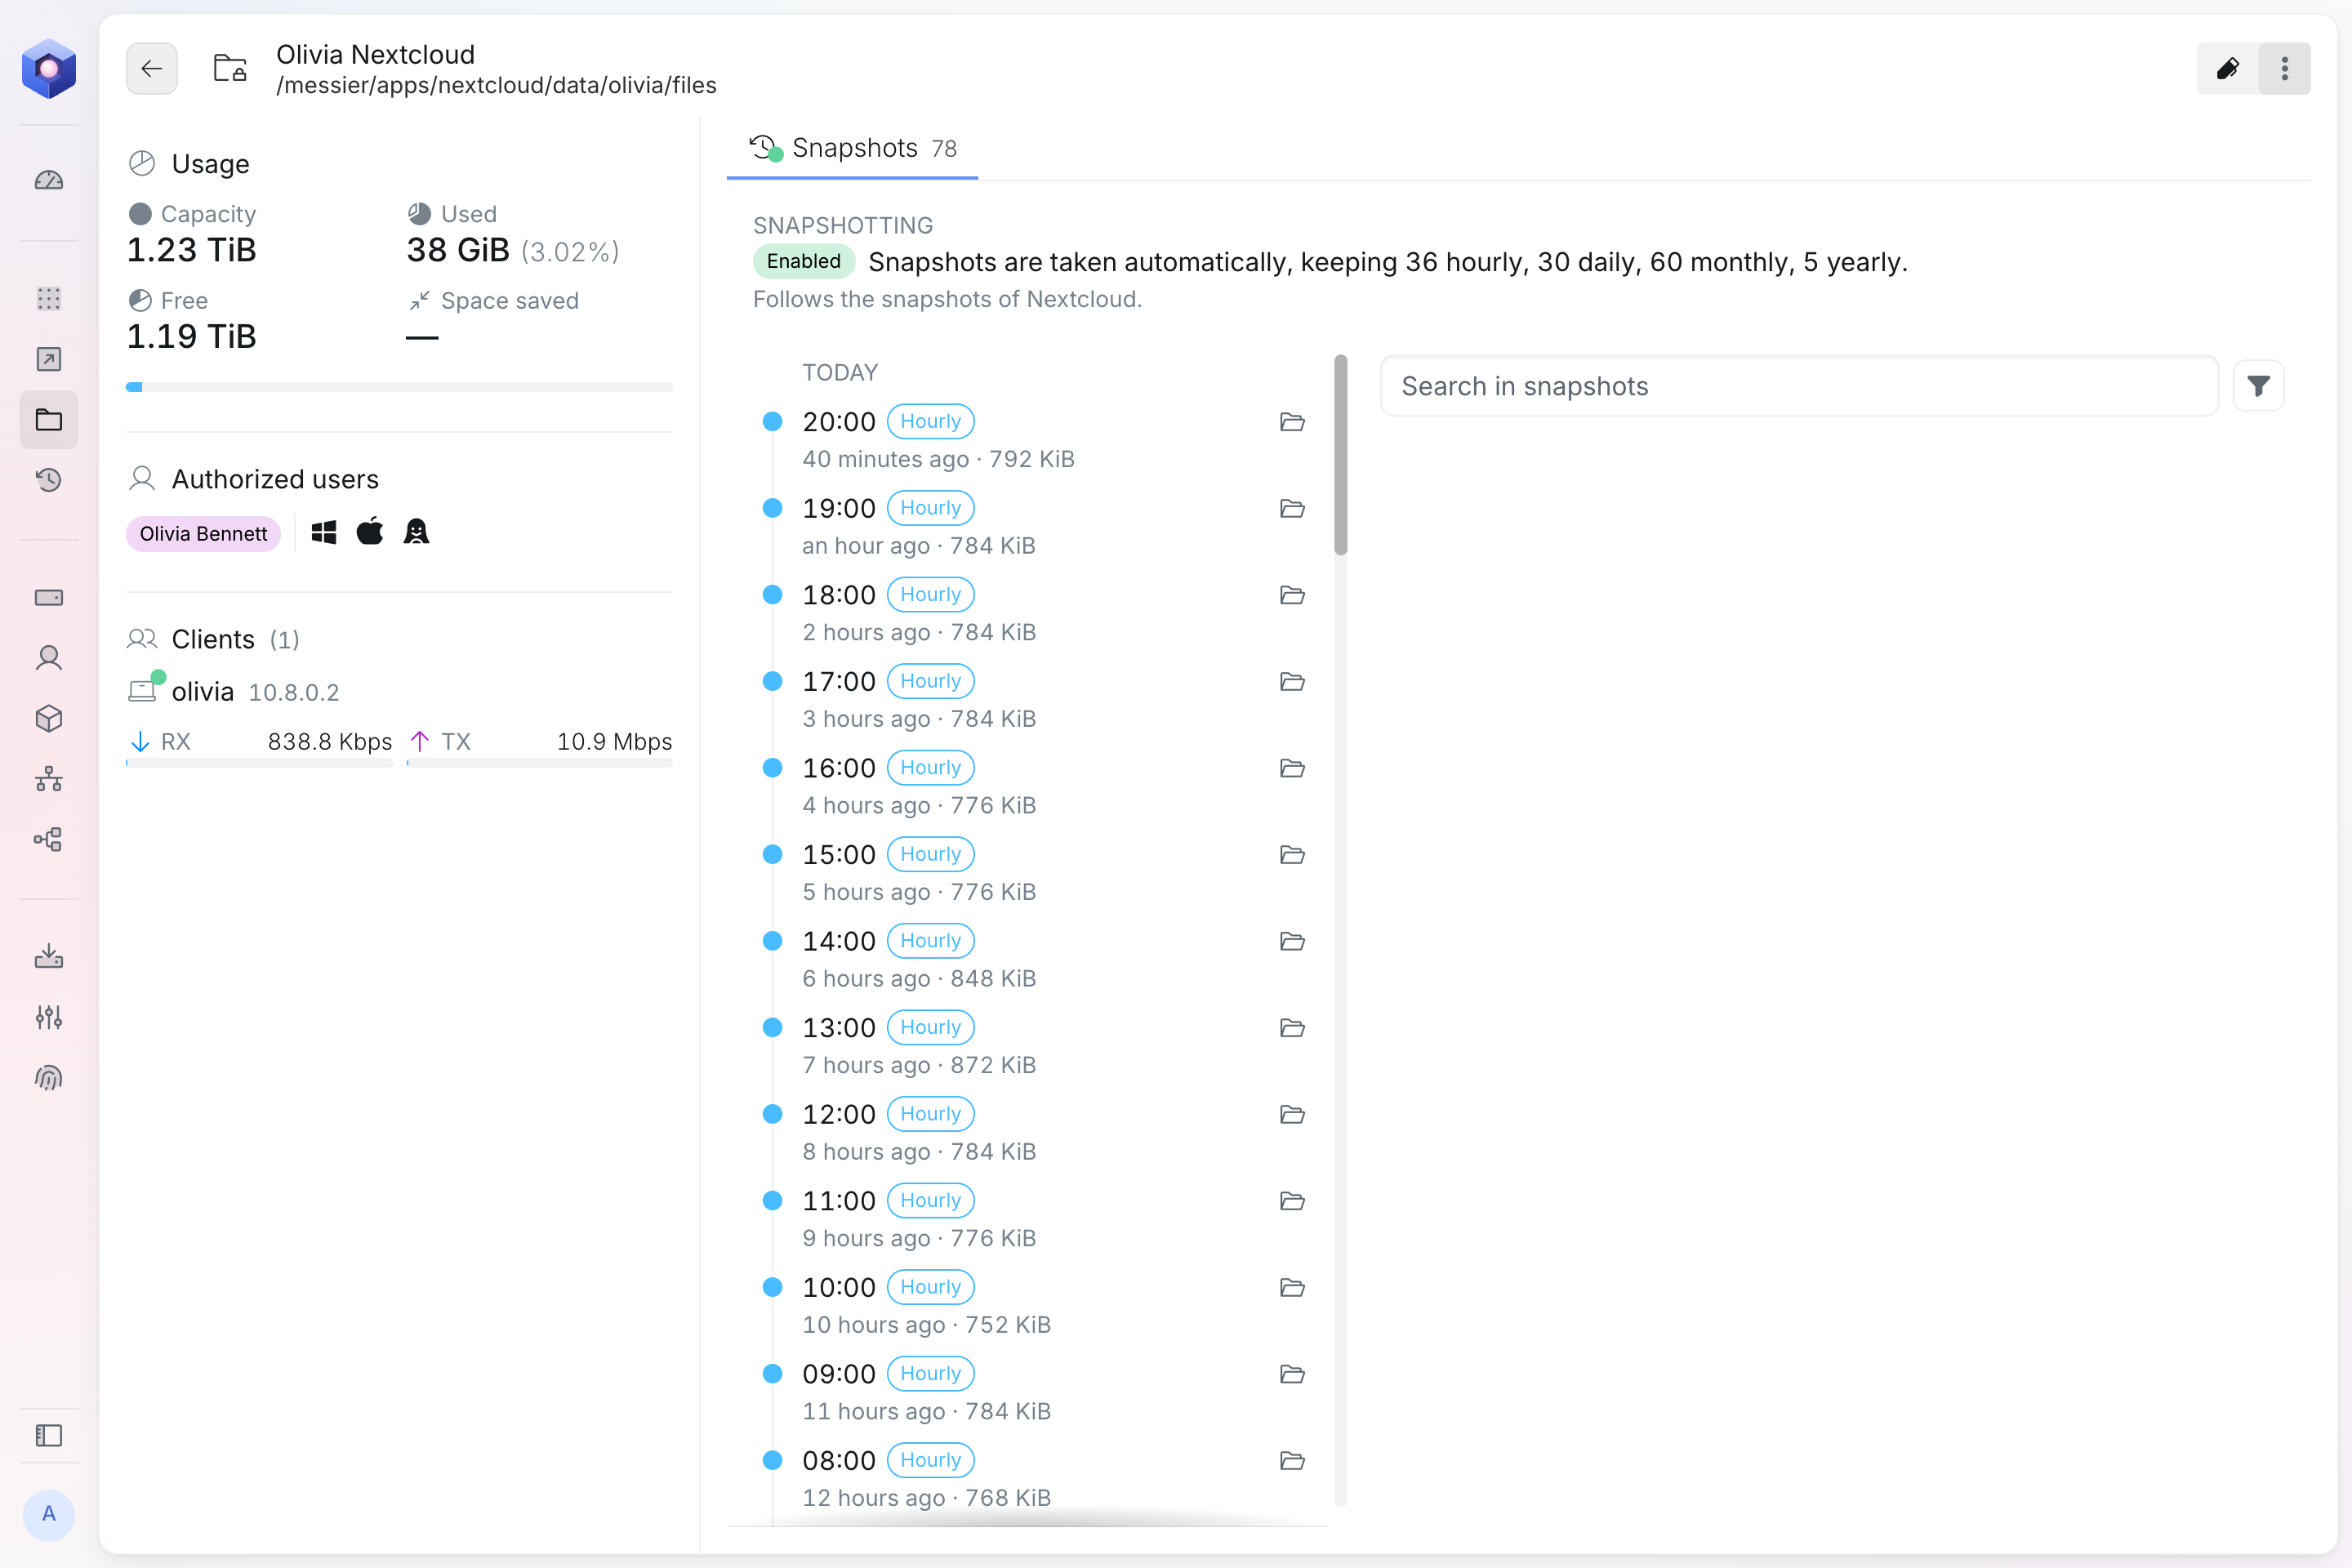 Olivia Nextcloud
/messier/apps/nextcloud/data/olivia/files
Usage
Capacity
1.23 TiB
Used
38 GiB (3.02%)
Free
1.19 TiB
Space saved
—
Authorized users
Olivia Bennett
Clients (1)
olivia 10.8.0.2
RX 838.8 Kbps
TX 10.9 Mbps
A
Snapshots 78
SNAPSHOTTING
Enabled Snapshots are taken automatically, keeping 36 hourly, 30 daily, 60 monthly, 5 yearly.
Follows the snapshots of Nextcloud.
TODAY
20:00 Hourly
40 minutes ago · 792 KiB
19:00 Hourly
an hour ago · 784 KiB
18:00 Hourly
2 hours ago · 784 KiB
17:00 Hourly
3 hours ago · 784 KiB
16:00 Hourly
4 hours ago · 776 KiB
15:00 Hourly
5 hours ago · 776 KiB
14:00 Hourly
6 hours ago · 848 KiB
13:00 Hourly
7 hours ago · 872 KiB
12:00 Hourly
8 hours ago · 784 KiB
11:00 Hourly
9 hours ago · 776 KiB
10:00 Hourly
10 hours ago · 752 KiB
09:00 Hourly
11 hours ago · 784 KiB
08:00 Hourly
12 hours ago · 768 KiB
Search in snapshots